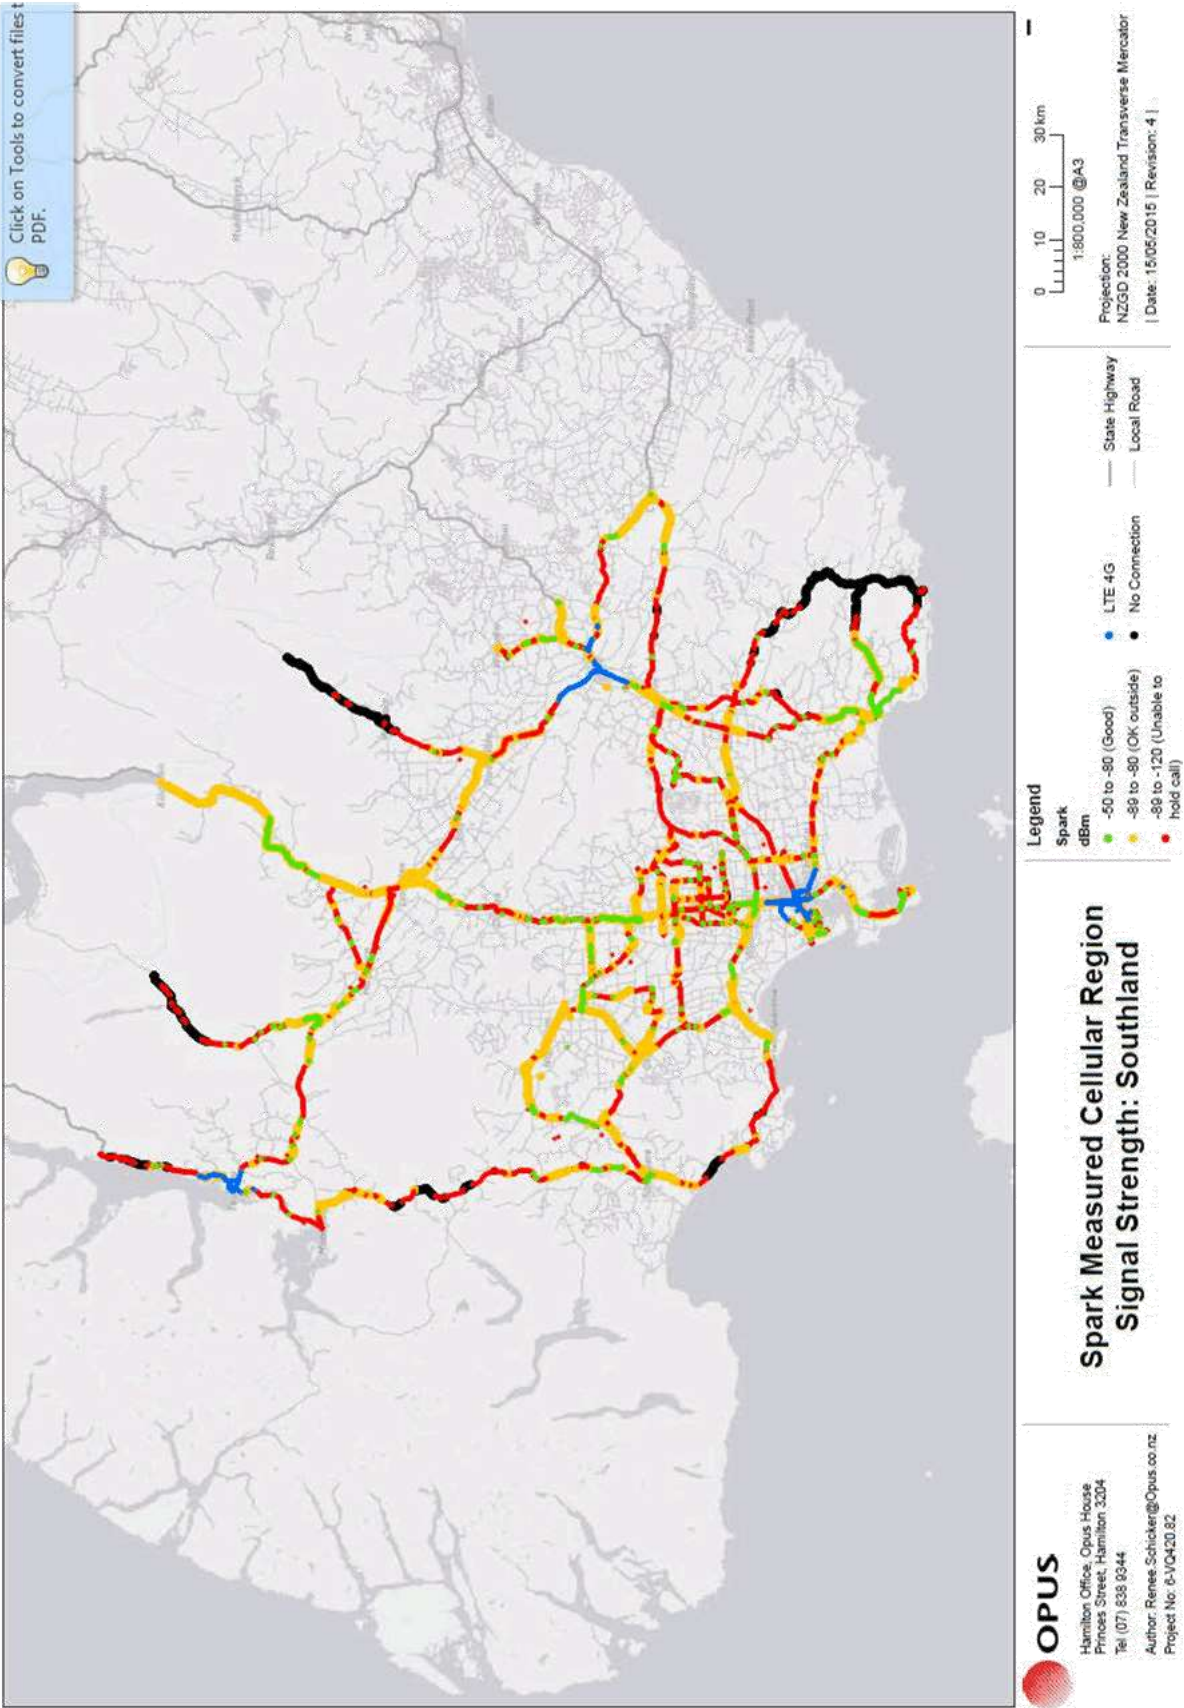 Click on Tools to convert files t
PDF.
OPUS
Hamilton Office, Opus House
Princes Street, Hamilton 3204
Tel (07) 838 9344
Author: Renee.Schicker@Opus.co.nz
Project No: 6-VQ420.82
Spark Measured Cellular Region
Signal Strength: Southland
Legend
Spark
dBm
-50 to -80 (Good)
-89 to -80 (OK outside)
-89 to -120 (Unable to
hold call)
LTE 4G
No Connection
State Highway
Local Road
0 10 20 30 km
1:800,000 @A3
Projection:
NZGD 2000 New Zealand Transverse Mercator
| Date: 15/05/2015 | Revision: 4 |